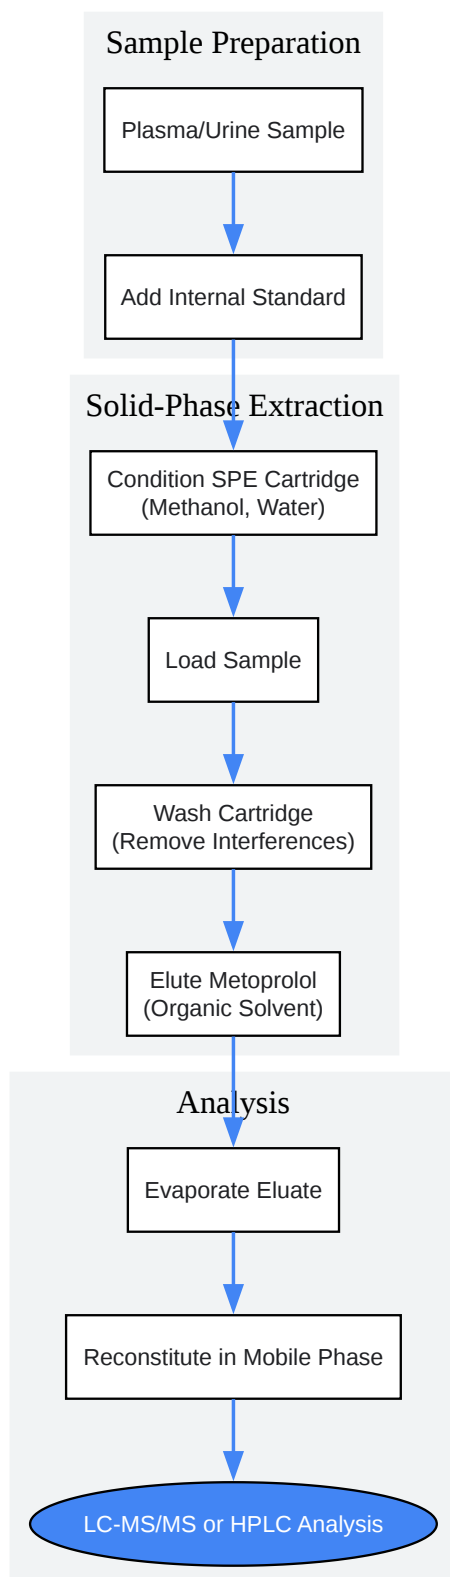 Sample Preparation
Plasma/Urine Sample
Add Internal Standard
Solid-Phase Extraction
Condition SPE Cartridge
(Methanol, Water)
Load Sample
Wash Cartridge
(Remove Interferences)
Elute Metoprolol
(Organic Solvent)
Analysis
Evaporate Eluate
Reconstitute in Mobile Phase
LC-MS/MS or HPLC Analysis